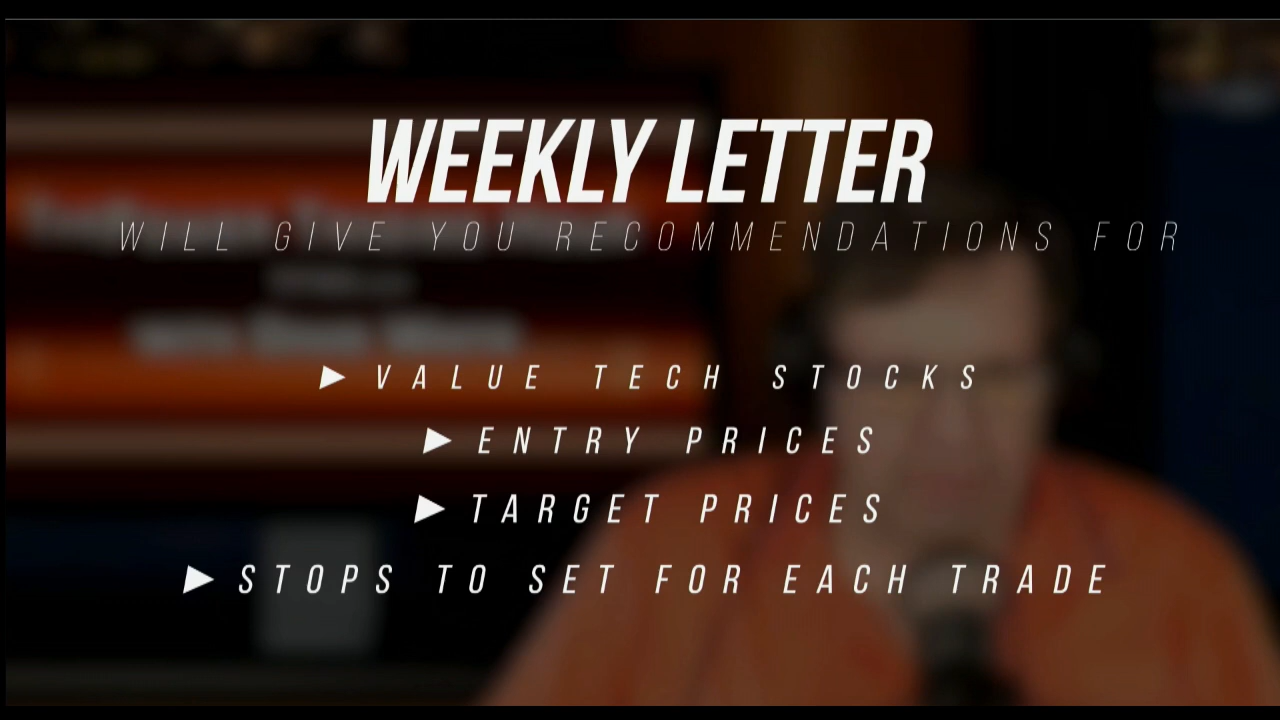 WEEKLY LETTER
WILL GIVE YOU RECOMMENDATIONS FOR
▶ VALUE TECH STOCKS
▶ ENTRY PRICES
▶ TARGET PRICES
▶ STOPS TO SET FOR EACH TRADE